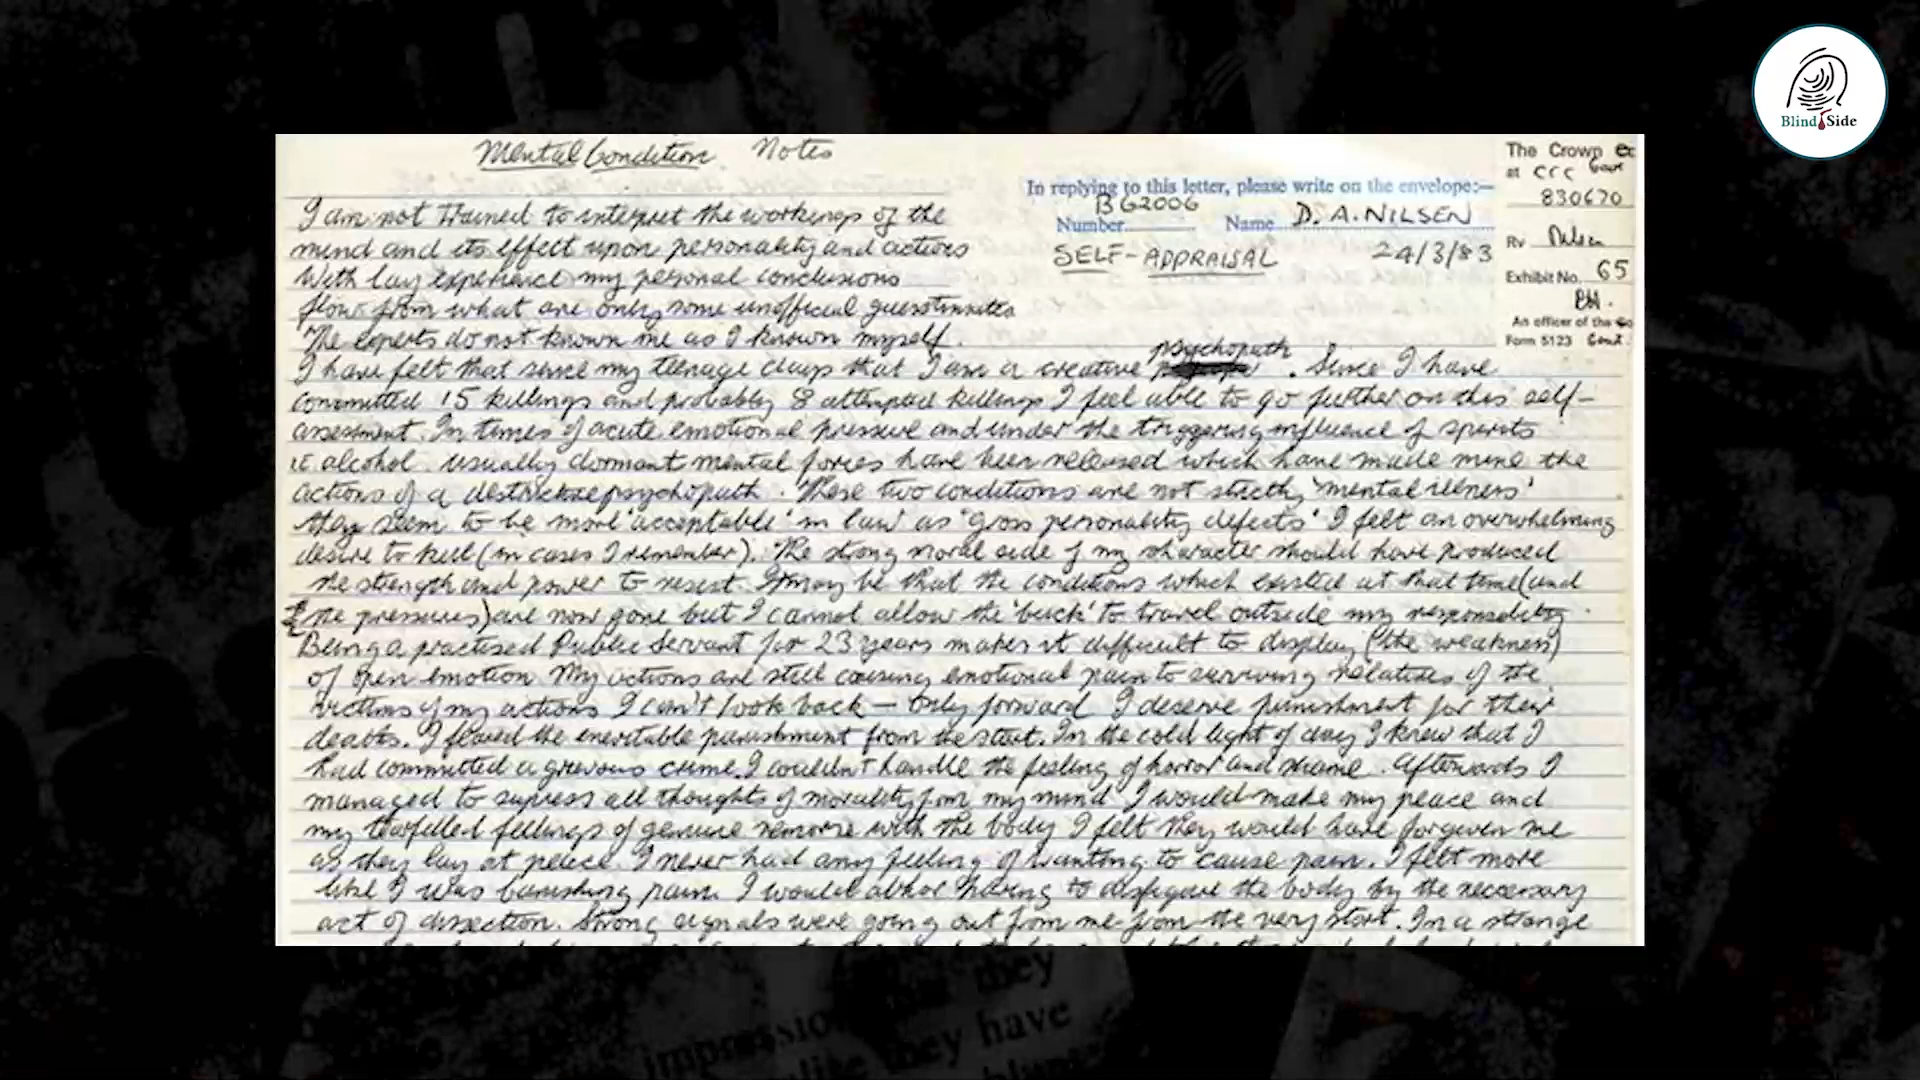 Blind Side
Mental Condition Notes
In replying to this letter, please write on the envelope:—
B62006
Number Name D. A. NILSEN
SELF-APPRAISAL 24/3/83
The Crown
at CCC
830670
Rv Nilsen
Exhibit No. 65
An officer of the
Form 5123
I am not trained to interpret the workings of the
mind and its effect upon personality and actions
With lay experience my personal conclusions
flow from what are only some unofficial guesstimates
The experts do not known me as I known myself.
I have felt that since my teenage days that I am a creative psychopath. Since I have
committed 15 killings and probably 8 attempted killings I feel able to go further on this self-
assessment. In times of acute emotional pressure and under the triggering influence of spirits
ie alcohol usually dormant mental forces have been released which have made mine the
actions of a destructive psychopath. These two conditions are not strictly 'mental illness'
they seem to be more 'acceptable' in law as 'gross personality defects' I felt an overwhelming
desire to kill (in cases I remember). The strong moral side of my character should have produced
the strength and power to resist. It may be that the conditions which existed at that time (and
the pressures) are now gone but I cannot allow the 'buck' to travel outside my responsibility.
Being a practised Public Servant for 23 years makes it difficult to display (the weakness)
of open emotion My actions are still causing emotional pain to surviving relatives of the
victims of my actions I can't look back — only forward I deserve punishment for their
deaths. I faced the inevitable punishment from the start. In the cold light of day I knew that I
had committed a grievous crime. I couldn't handle the feeling of horror and shame. Afterwards I
managed to supress all thoughts of morality from my mind I would make my peace and
my feelings of genuine remorse with the body I felt they would have forgiven me
as they lay at peace. I never had any feeling of wanting to cause pain. I felt more
like I was banishing pain. I would abhor having to disfigure the body by the neccessary
act of dissection. Strong signals were going out from me from the very start. In a strange
impressio
they
they have